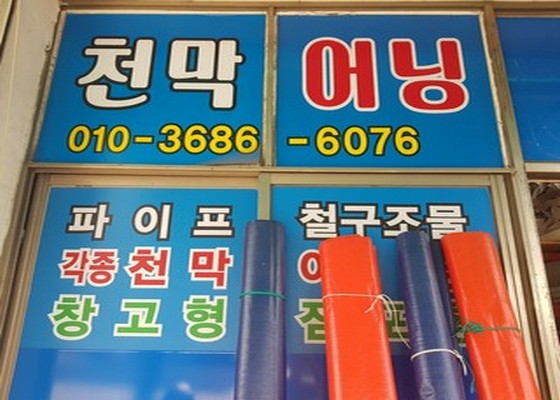 천막 어닝
010-3686-6076
파이프 철구조물
각종 천막
창고형